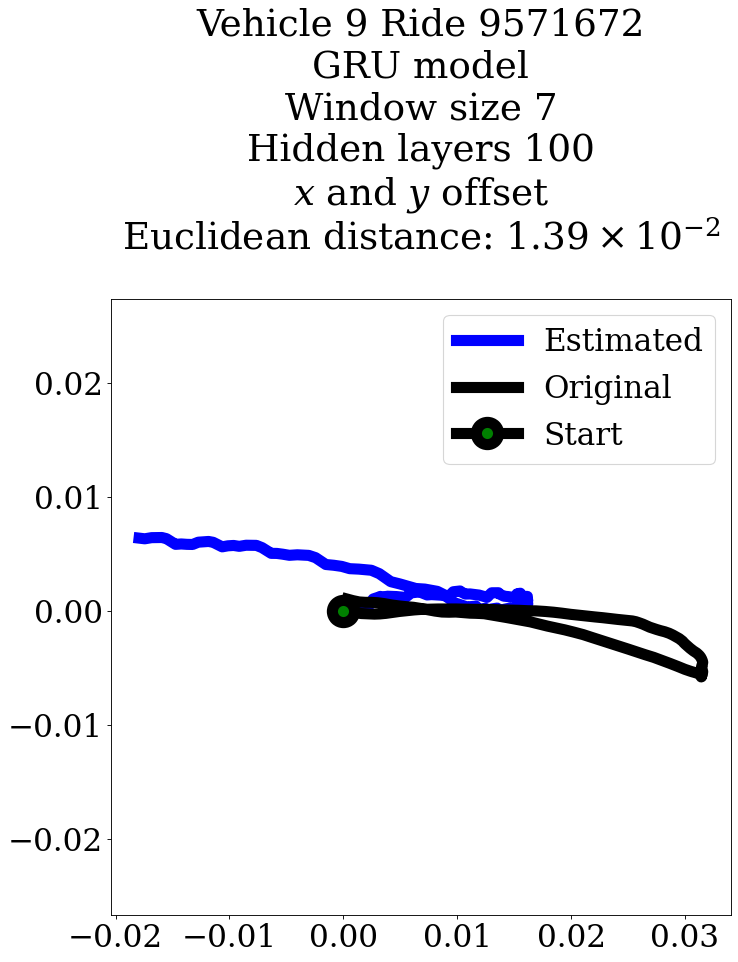 Vehicle 9 Ride 9571672
GRU model
Window size 7
Hidden layers 100
x and y offset
Euclidean distance: 1.39 × 10⁻²
Estimated
Original
Start
0.02
0.01
0.00
−0.01
−0.02
−0.02 −0.01 0.00 0.01 0.02 0.03